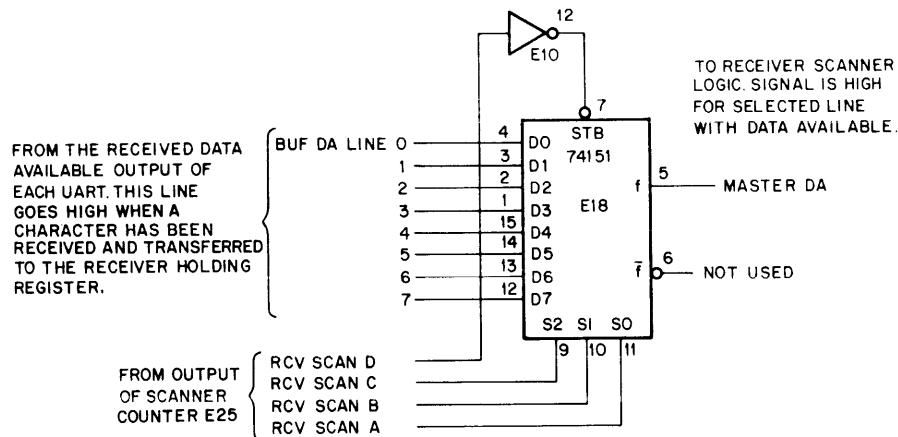 12
E10
TO RECEIVER SCANNER
LOGIC. SIGNAL IS HIGH
FOR SELECTED LINE
WITH DATA AVAILABLE.
7
FROM THE RECEIVED DATA
AVAILABLE OUTPUT OF
EACH UART. THIS LINE
GOES HIGH WHEN A
CHARACTER HAS BEEN
RECEIVED AND TRANSFERRED
TO THE RECEIVER HOLDING
REGISTER.
BUF DA LINE 0 4 D0
1 3 D1
2 2 D2
3 1 D3
4 15 D4
5 14 D5
6 13 D6
7 12 D7
STB
74151
E18
f 5 MASTER DA
f̅ 6 NOT USED
S2 S1 S0
9 10 11
FROM OUTPUT
OF SCANNER
COUNTER E25
RCV SCAN D
RCV SCAN C
RCV SCAN B
RCV SCAN A